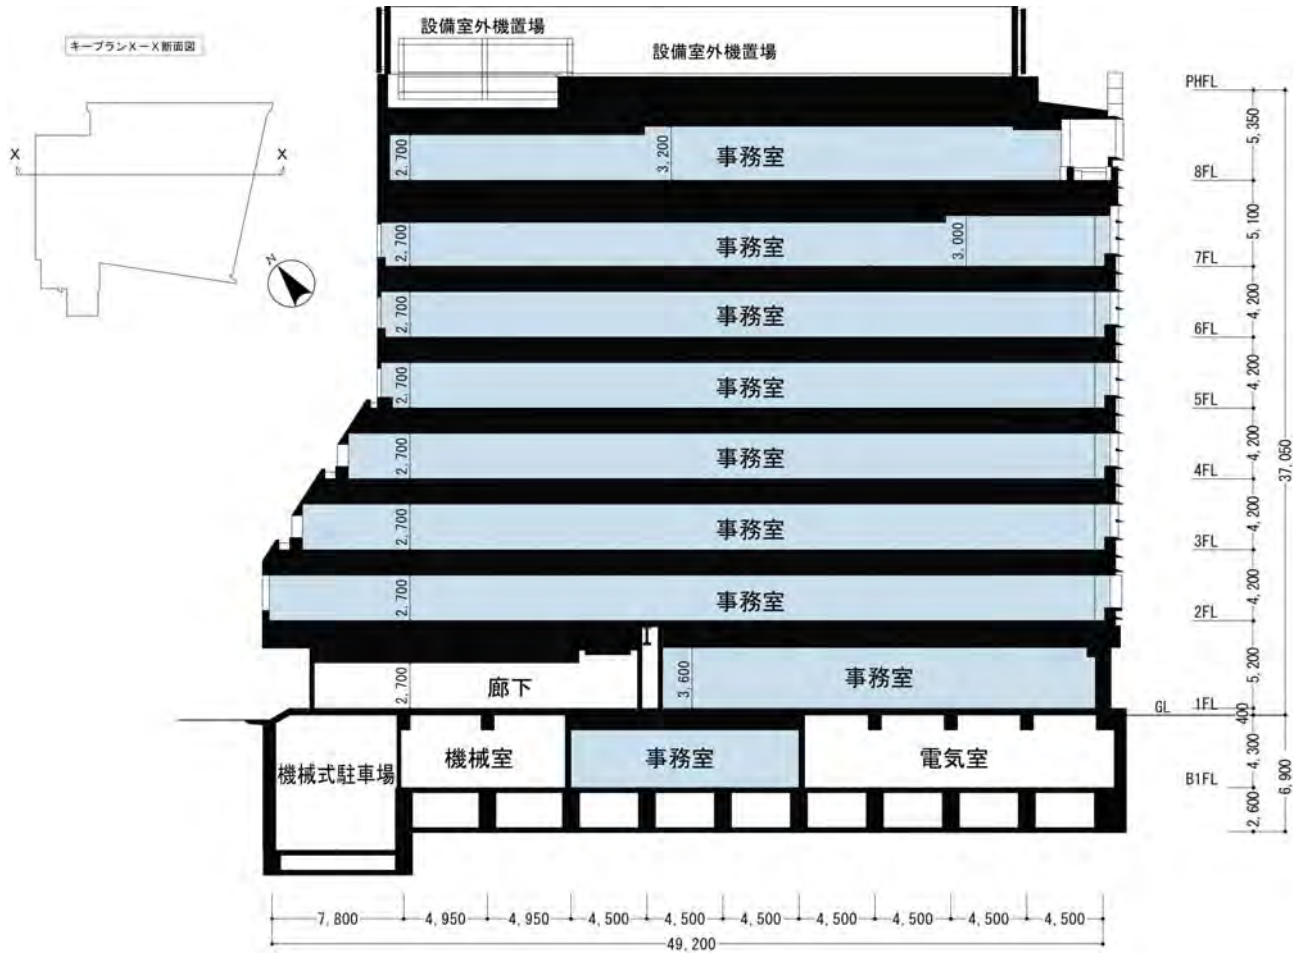 設備室外機置場
設備室外機置場
キープランX－X断面図
X
X
N
2,700
3,200
事務室
2,700
事務室
3,000
2,700
事務室
2,700
事務室
2,700
事務室
2,700
事務室
2,700
事務室
2,700
廊下
3,600
事務室
機械式駐車場
機械室
事務室
電気室
PHFL
5,350
8FL
5,100
7FL
4,200
6FL
4,200
5FL
4,200
4FL
4,200
3FL
4,200
2FL
5,200
GL
1FL
400
4,300
B1FL
2,600
37,050
6,900
7,800
4,950
4,950
4,500
4,500
4,500
4,500
4,500
4,500
4,500
49,200